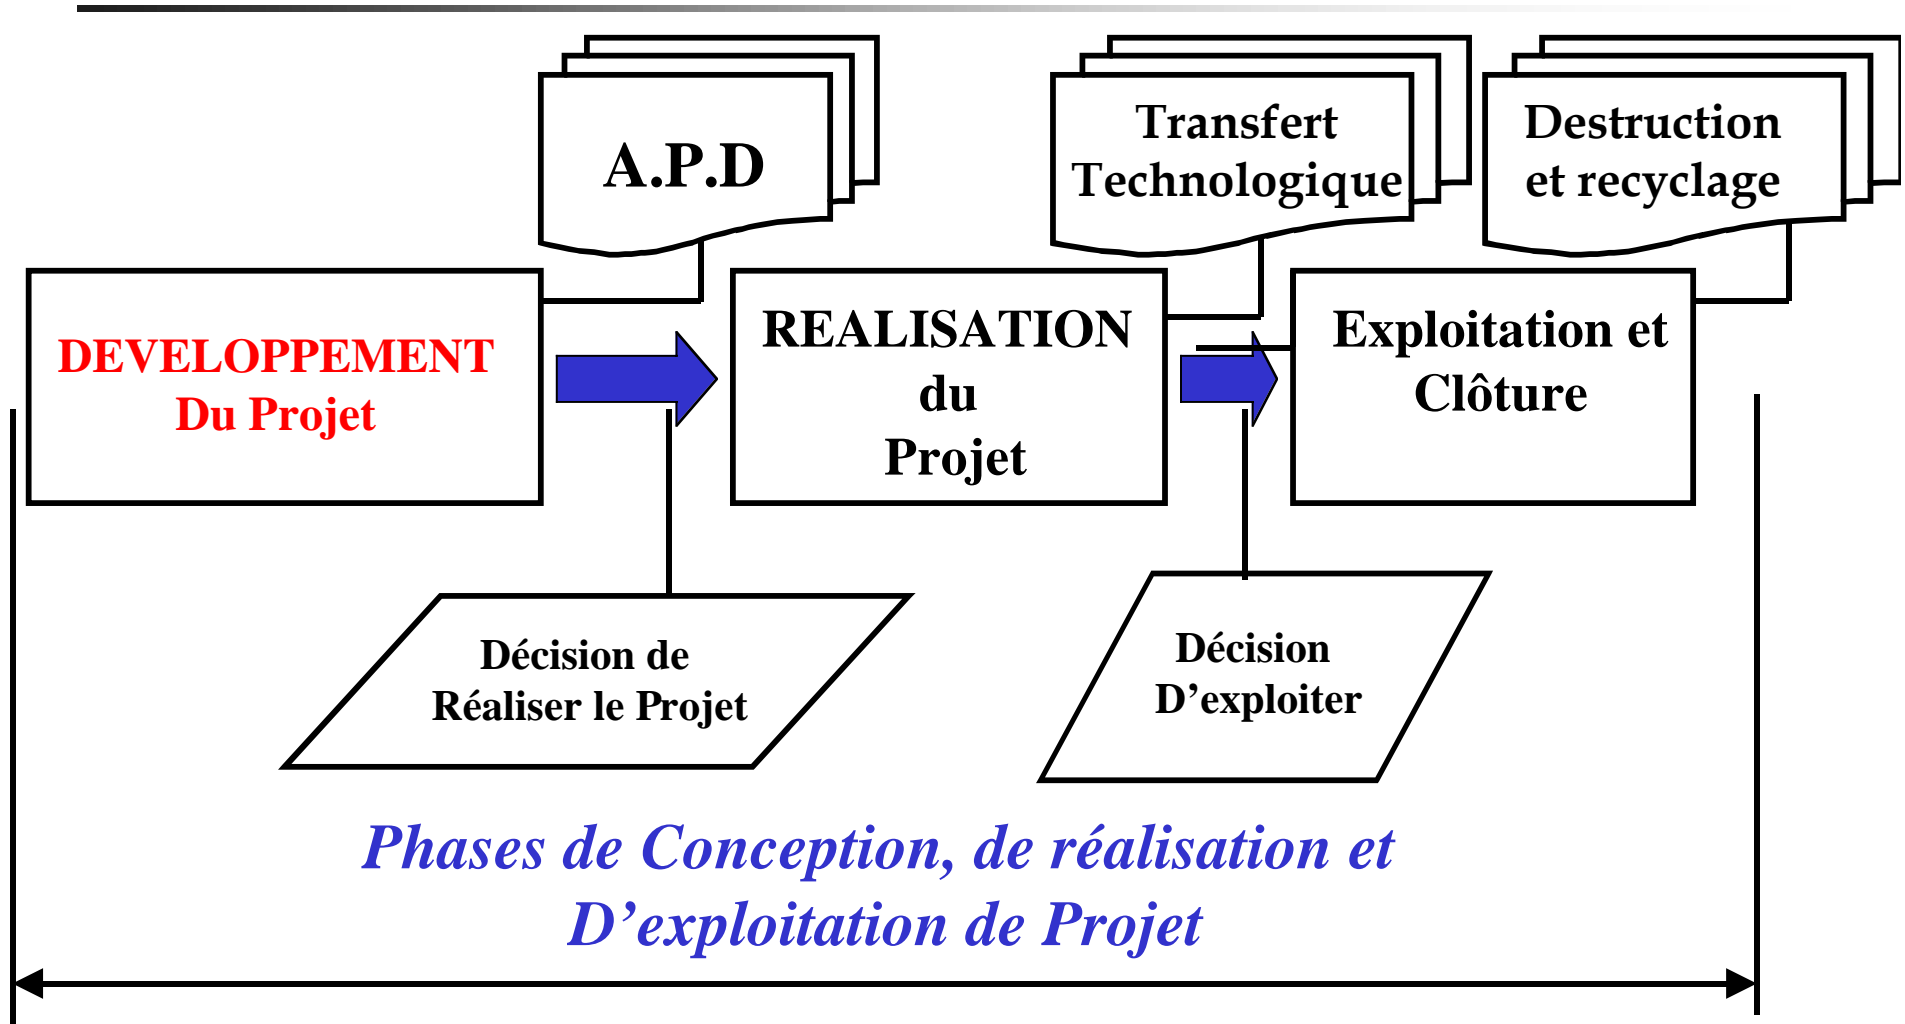 A.P.D
Transfert
Technologique
Destruction
et recyclage
DEVELOPPEMENT
Du Projet
REALISATION
du
Projet
Exploitation et
Clôture
Décision de
Réaliser le Projet
Décision
D’exploiter
Phases de Conception, de réalisation et
D’exploitation de Projet